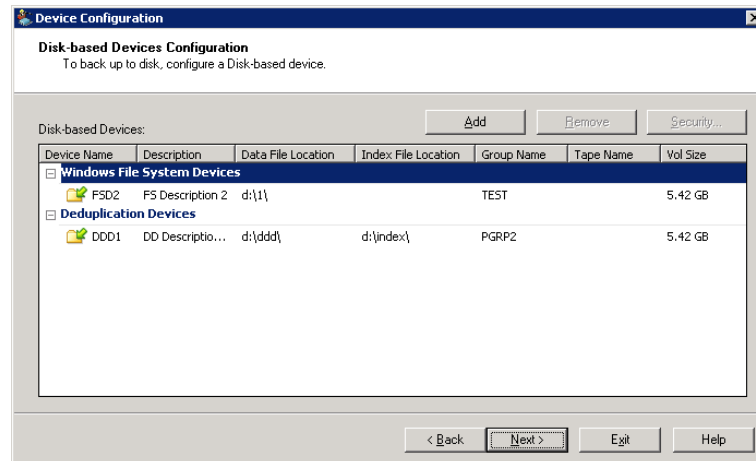 Device Configuration
Disk-based Devices Configuration
To back up to disk, configure a Disk-based device.
Disk-based Devices:
Add Remove Security...
Device Name Description Data File Location Index File Location Group Name Tape Name Vol Size
Windows File System Devices
FSD2 FS Description 2 d:\1\ TEST 5.42 GB
Deduplication Devices
DDD1 DD Descriptio... d:\ddd\ d:\index\ PGRP2 5.42 GB
< Back Next > Exit Help